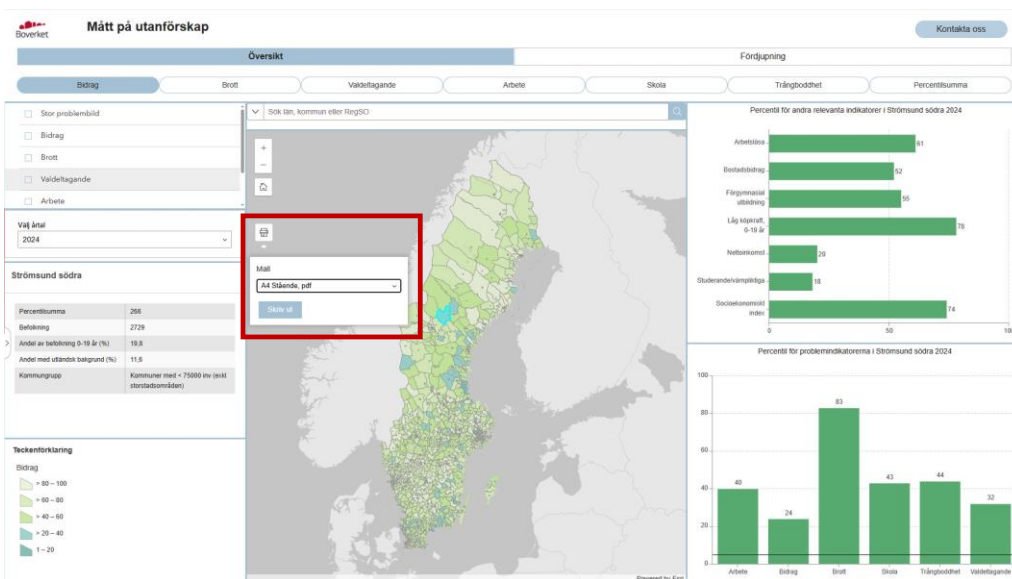 Boverket
Mått på utanförskap
Kontakta oss
Översikt
Fördjupning
Bidrag
Brott
Valdeltagande
Arbete
Skola
Trångboddhet
Percentilsumma
Stor problembild
Bidrag
Brott
Valdeltagande
Arbete
Välj årtal
2024
Strömsund södra
Percentilsumma 266
Befolkning 2729
Andel av befolkning 0-19 år (%) 19,8
Andel med utländsk bakgrund (%) 11,6
Kommungrupp Kommuner med < 75000 inv (exkl
storstadsområden)
Teckenförklaring
Bidrag
> 80 – 100
> 60 – 80
> 40 – 60
> 20 – 40
1 – 20
Sök län, kommun eller RegSO
+
−
Mall
A4 Stående, pdf
Skriv ut
Powered by Esri
Percentil för andra relevanta indikatorer i Strömsund södra 2024
Arbetslösa 61
Bostadsbidrag 52
Förgymnasial
utbildning 55
Låg köpkraft,
0-19 år 78
Nettoinkomst 20
Studerande/värnpliktiga 18
Socioekonomiskt
index 74
0 50 100
Percentil för problemindikatorerna i Strömsund södra 2024
100
80
60
40
20
0
40 24 83 43 44 32
Arbete Bidrag Brott Skola Trångboddhet Valdeltagande